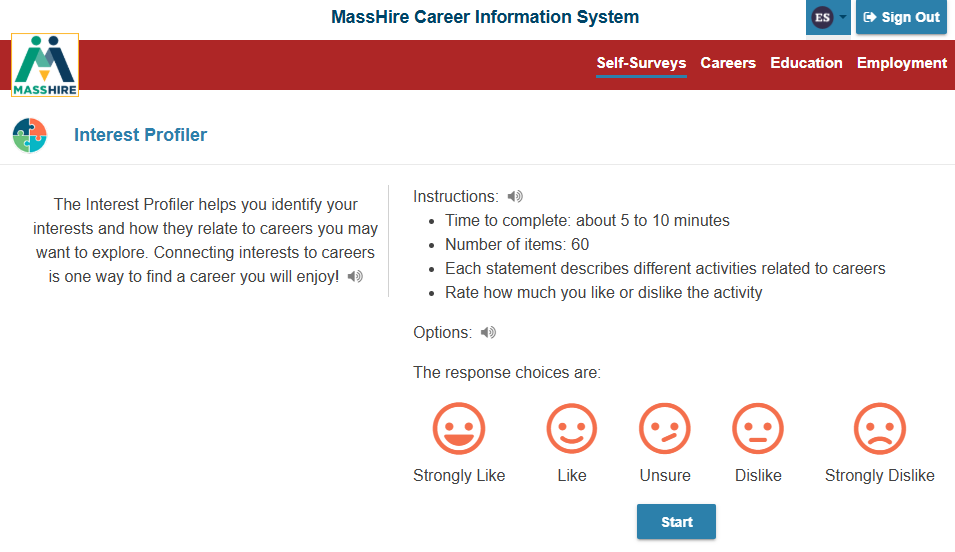 MassHire Career Information System
ES
Sign Out
MASSHIRE
Self-Surveys Careers Education Employment
Interest Profiler
The Interest Profiler helps you identify your
interests and how they relate to careers you may
want to explore. Connecting interests to careers
is one way to find a career you will enjoy!
Instructions:
• Time to complete: about 5 to 10 minutes
• Number of items: 60
• Each statement describes different activities related to careers
• Rate how much you like or dislike the activity
Options:
The response choices are:
Strongly Like Like Unsure Dislike Strongly Dislike
Start